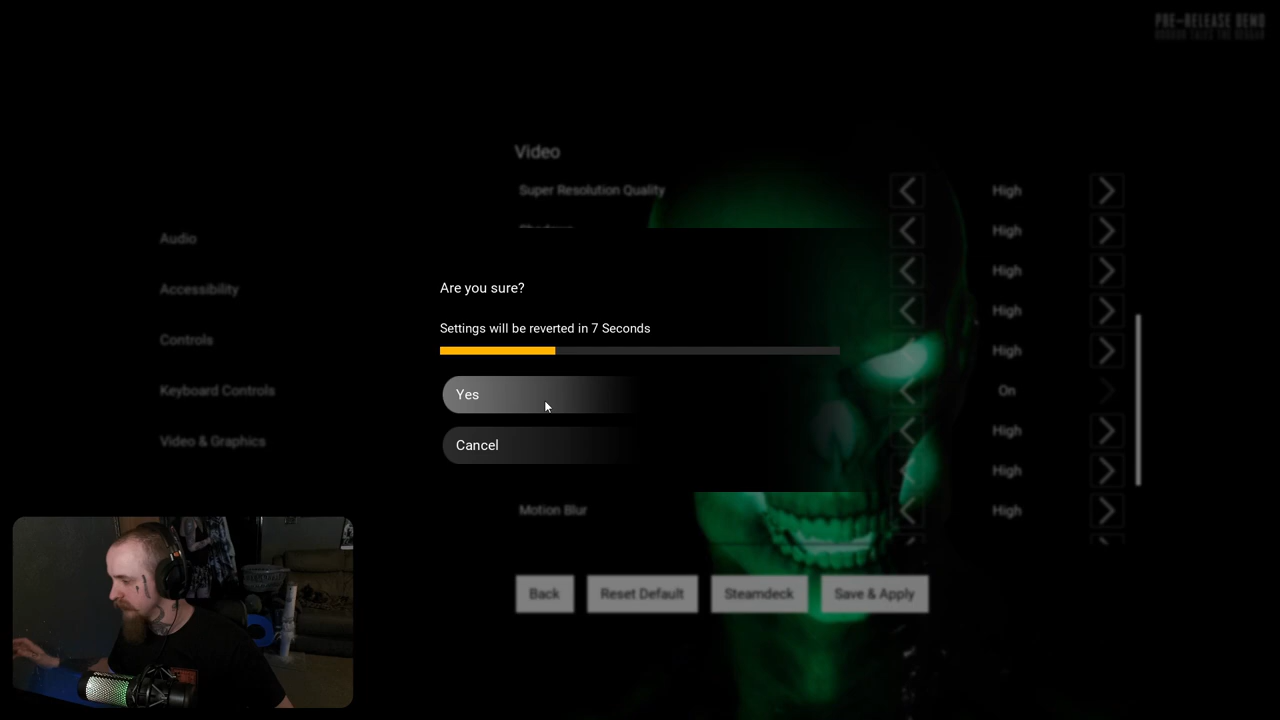 PRE-RELEASE DEMO
Video
Super Resolution Quality
High
Shadows
High
Audio
High
Are you sure?
Accessibility
High
Settings will be reverted in 7 Seconds
Controls
High
Yes
Keyboard Controls
On
High
Cancel
Video & Graphics
High
Motion Blur
High
Back
Reset Default
Steamdeck
Save & Apply